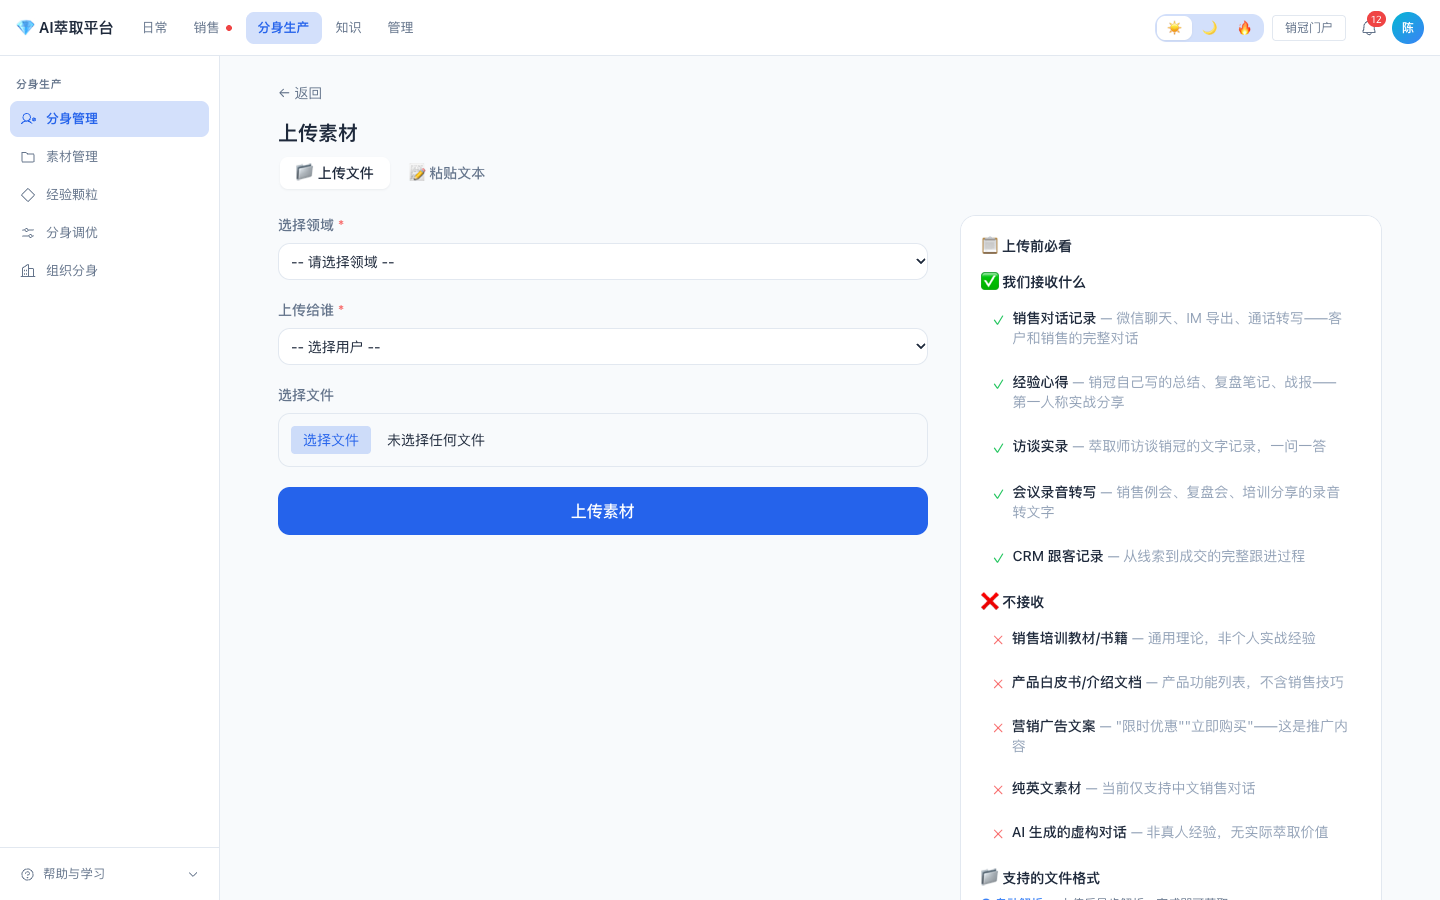 AI萃取平台
日常
销售
分身生产
知识
管理
销冠门户
12
陈
分身生产
分身管理
素材管理
经验颗粒
分身调优
组织分身
帮助与学习
← 返回
上传素材
上传文件
粘贴文本
选择领域 *
-- 请选择领域 --
上传给谁 *
-- 选择用户 --
选择文件
选择文件 未选择任何文件
上传素材
上传前必看
我们接收什么
销售对话记录 — 微信聊天、IM 导出、通话转写——客
户和销售的完整对话
经验心得 — 销冠自己写的总结、复盘笔记、战报——
第一人称实战分享
访谈实录 — 萃取师访谈销冠的文字记录，一问一答
会议录音转写 — 销售例会、复盘会、培训分享的录音
转文字
CRM 跟客记录 — 从线索到成交的完整跟进过程
不接收
销售培训教材/书籍 — 通用理论，非个人实战经验
产品白皮书/介绍文档 — 产品功能列表，不含销售技巧
营销广告文案 — "限时优惠""立即购买"——这是推广内
容
纯英文素材 — 当前仅支持中文销售对话
AI 生成的虚构对话 — 非真人经验，无实际萃取价值
支持的文件格式